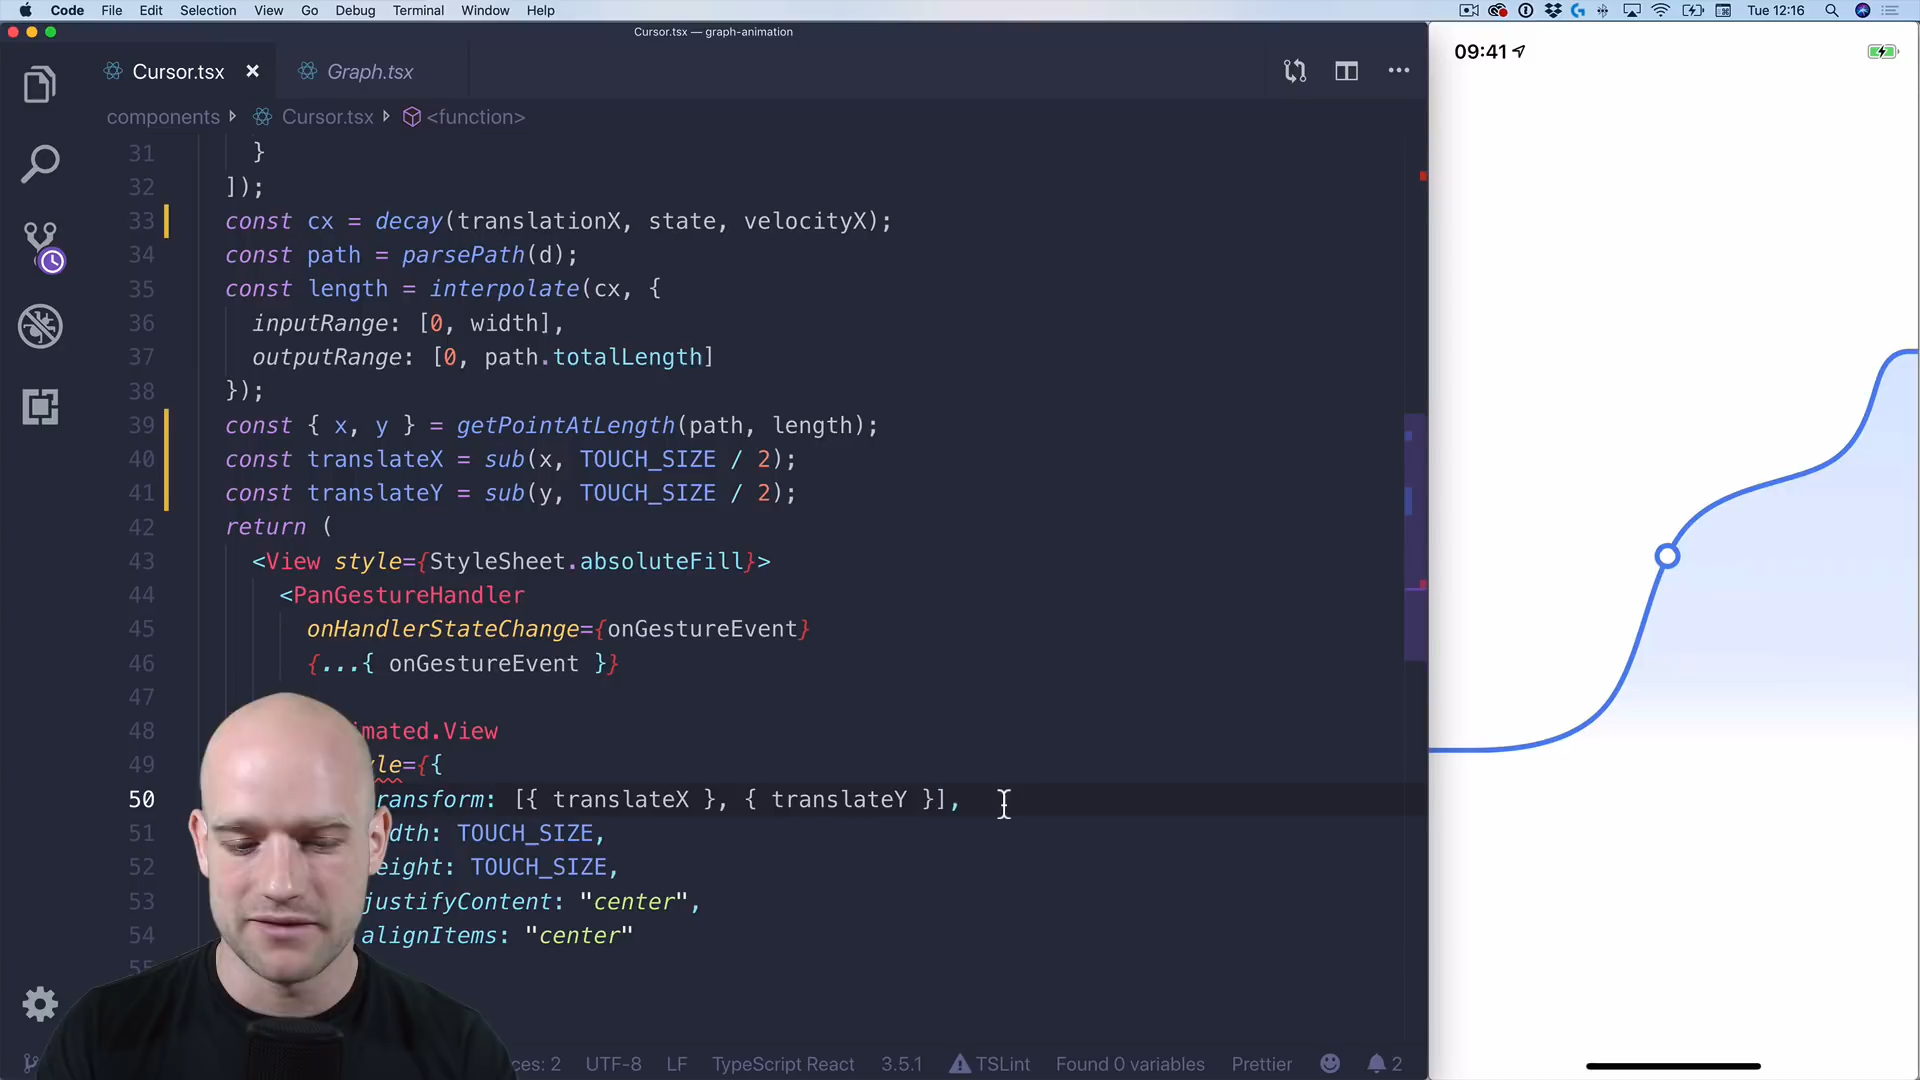 Code File Edit Selection View Go Debug Terminal Window Help Tue 12:16
Cursor.tsx — graph-animation
Cursor.tsx Graph.tsx
components Cursor.tsx <function>
31 }
32 ]);
33 const cx = decay(translationX, state, velocityX);
34 const path = parsePath(d);
35 const length = interpolate(cx, {
36 inputRange: [0, width],
37 outputRange: [0, path.totalLength]
38 });
39 const { x, y } = getPointAtLength(path, length);
40 const translateX = sub(x, TOUCH_SIZE / 2);
41 const translateY = sub(y, TOUCH_SIZE / 2);
42 return (
43 <View style={StyleSheet.absoluteFill}>
44 <PanGestureHandler
45 onHandlerStateChange={onGestureEvent}
46 {...{ onGestureEvent }}
47
48 imated.View
49 le={{
50 ransform: [{ translateX }, { translateY }],
51 dth: TOUCH_SIZE,
52 eight: TOUCH_SIZE,
53 justifyContent: "center",
54 alignItems: "center"
55
ces: 2 UTF-8 LF TypeScript React 3.5.1 TSLint Found 0 variables Prettier 2
09:41